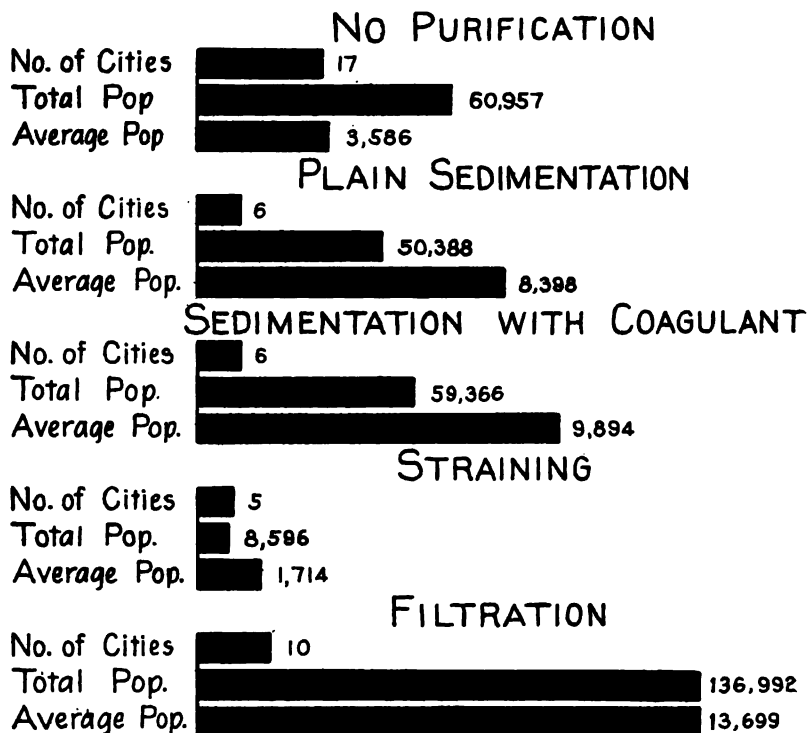 NO PURIFICATION
No. of Cities 17
Total Pop 60,957
Average Pop 3,586
PLAIN SEDIMENTATION
No. of Cities 6
Total Pop. 50,388
Average Pop. 8,398
SEDIMENTATION WITH COAGULANT
No. of Cities 6
Total Pop. 59,366
Average Pop. 9,894
STRAINING
No. of Cities 5
Total Pop. 8,596
Average Pop. 1,714
FILTRATION
No. of Cities 10
Total Pop. 136,992
Average Pop. 13,699